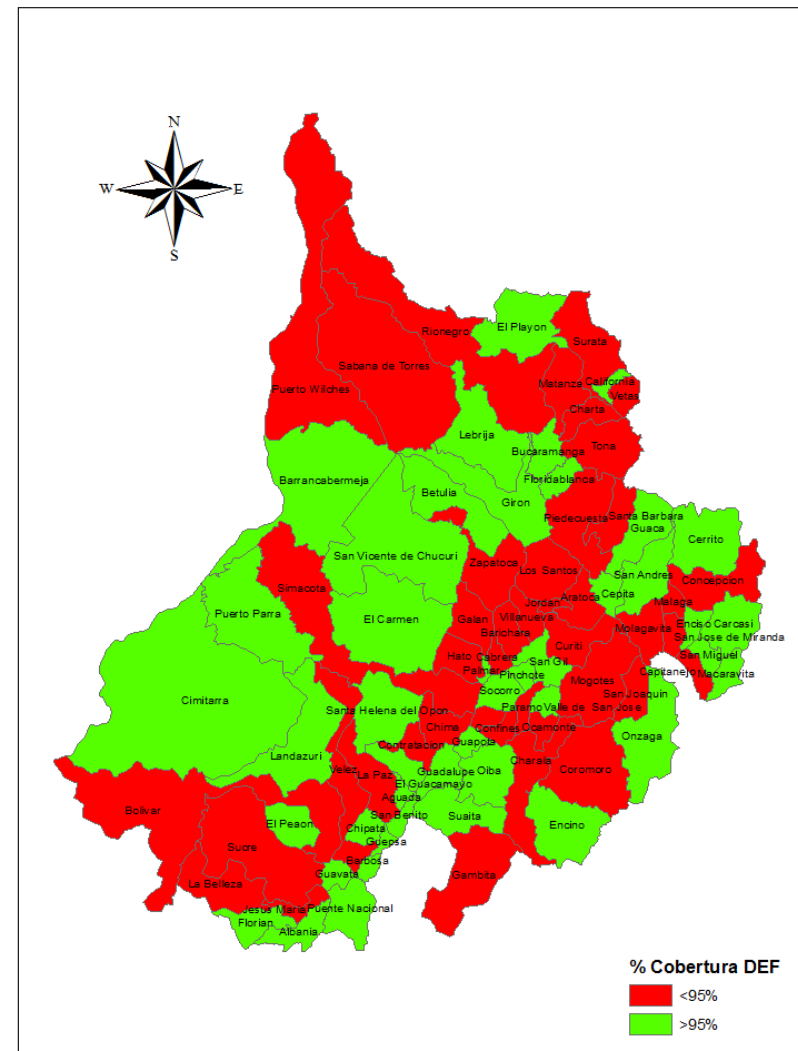 N
W
E
S
El Playon
Rionegro
Surata
Sabana de Torres
Matanza
California
Puerto Wilches
Vetas
Charta
Lebrija
Tona
Bucaramanga
Barrancabermeja
Floridablanca
Betulia
Giron
Santa Barbara
Piedecuesta
Guaca
Cerrito
San Vicente de Chucuri
Zapatoca
Los Santos
San Andres
Concepcion
Simacota
Cepita
Aratoca
Jordan
Malaga
Puerto Parra
El Carmen
Galan
Villanueva
Enciso
Carcasi
Barichara
Molagavita
San Jose de Miranda
Curiti
Hato
Cabrera
San Gil
San Miguel
Palmar
Pinchote
Mogotes
Capitanejo
Macaravita
Cimitarra
Socorro
San Joaquin
Santa Helena del Opon
Paramo
Valle de San Jose
Chima
Confines
Ocamonte
Onzaga
Contratacion
Guapota
Landazuri
Charala
Velez
La Paz
Guadalupe
Oiba
Coromoro
El Guacamayo
Aguada
Bolivar
San Benito
Suaita
El Peaon
Chipata
Encino
Guepsa
Sucre
Barbosa
Guavata
Gambita
La Belleza
Jesus Maria
Puente Nacional
Florian
Albania
% Cobertura DEF
<95%
>95%